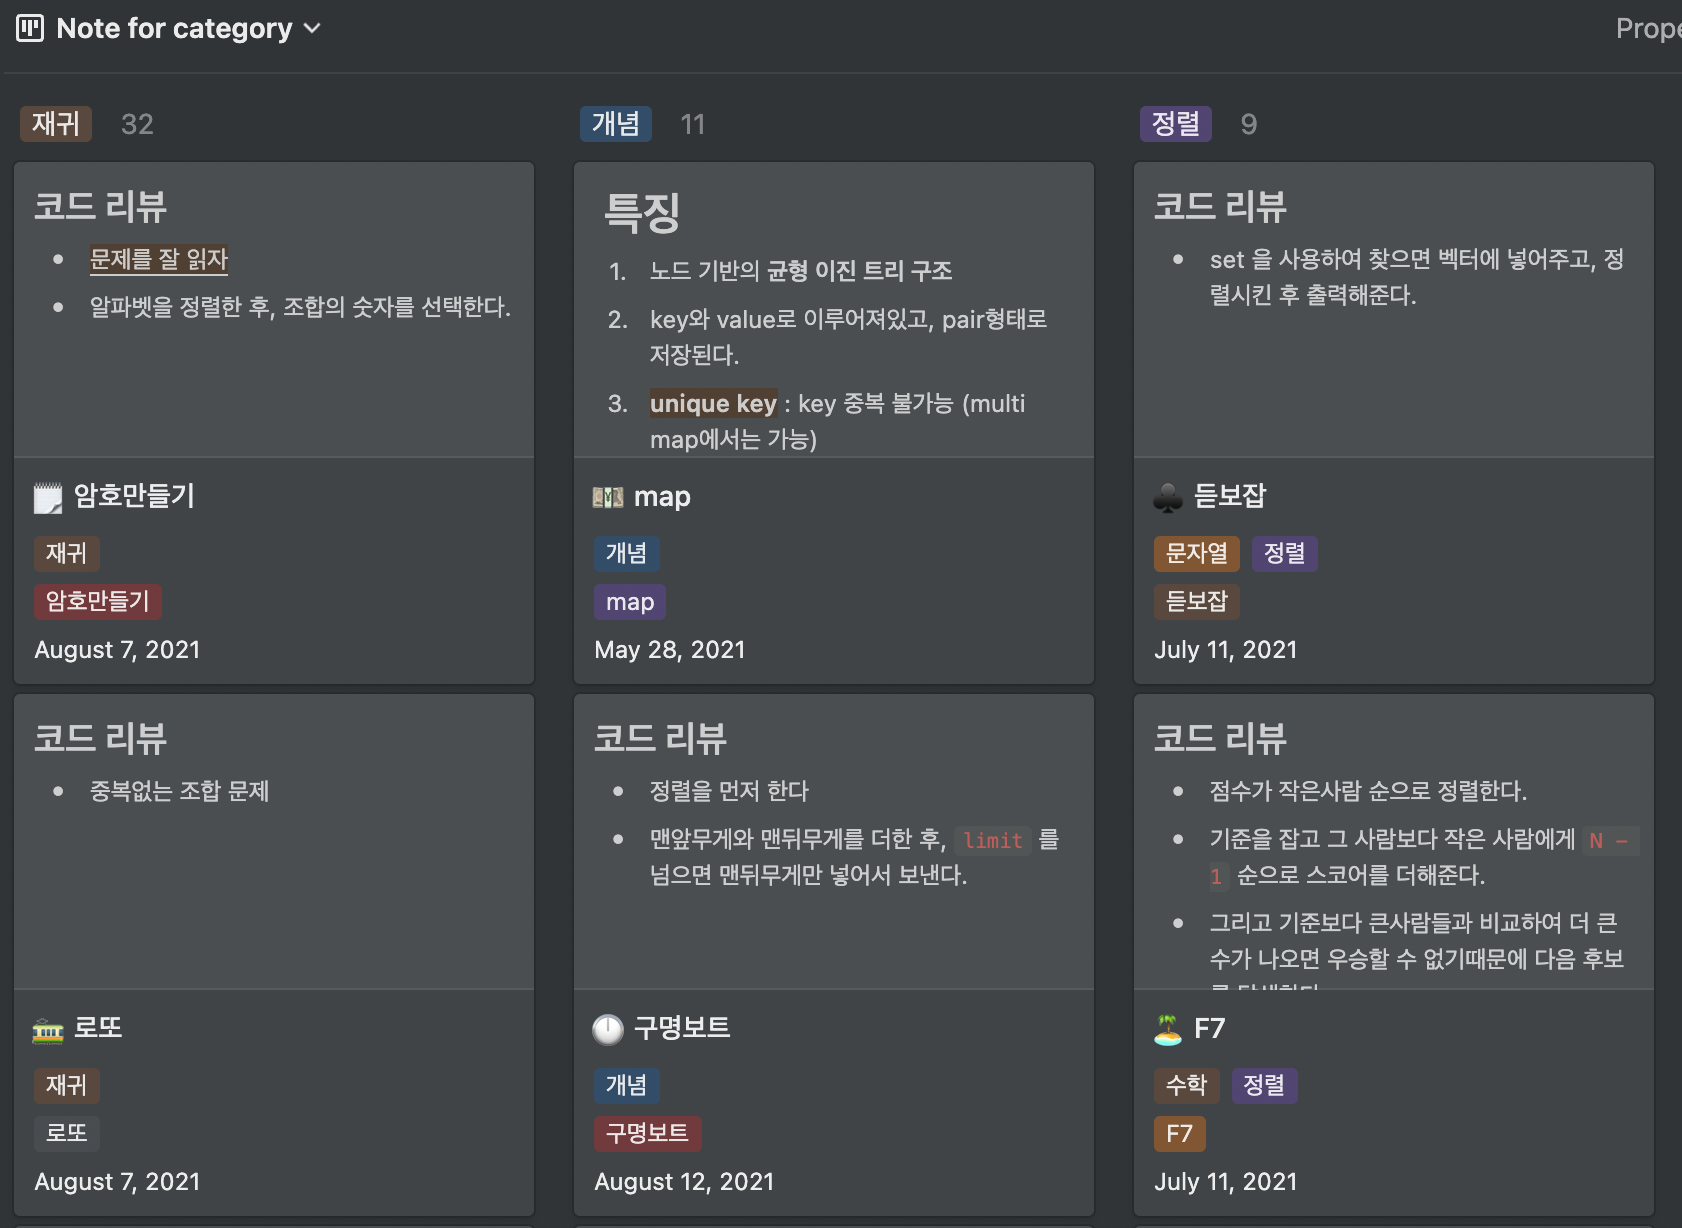 Note for category
Prope
재귀 32
개념 11
정렬 9
코드 리뷰
문제를 잘 읽자
알파벳을 정렬한 후, 조합의 숫자를 선택한다.
암호만들기
재귀
암호만들기
August 7, 2021
특징
1. 노드 기반의 균형 이진 트리 구조
2. key와 value로 이루어져있고, pair형태로
저장된다.
3. unique key : key 중복 불가능 (multi
map에서는 가능)
map
개념
map
May 28, 2021
코드 리뷰
set 을 사용하여 찾으면 벡터에 넣어주고, 정
렬시킨 후 출력해준다.
듣보잡
문자열 정렬
듣보잡
July 11, 2021
코드 리뷰
중복없는 조합 문제
로또
재귀
로또
August 7, 2021
코드 리뷰
정렬을 먼저 한다
맨앞무게와 맨뒤무게를 더한 후, limit 를
넘으면 맨뒤무게만 넣어서 보낸다.
구명보트
개념
구명보트
August 12, 2021
코드 리뷰
점수가 작은사람 순으로 정렬한다.
기준을 잡고 그 사람보다 작은 사람에게 N -
1 순으로 스코어를 더해준다.
그리고 기준보다 큰사람들과 비교하여 더 큰
수가 나오면 우승할 수 없기때문에 다음 후보
F7
수학 정렬
F7
July 11, 2021